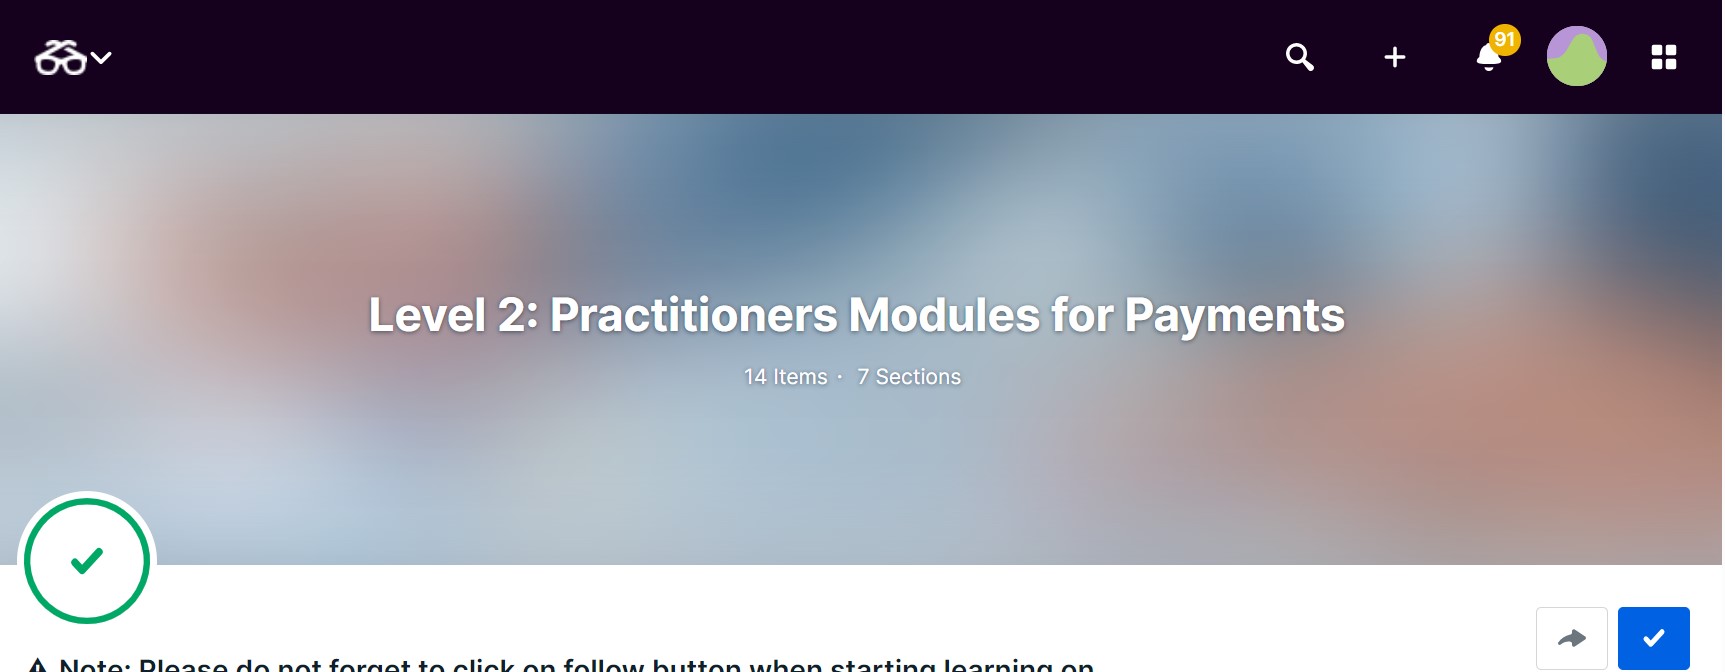 91
Level 2: Practitioners Modules for Payments
14 Items · 7 Sections
⚠ Note: Please do not forget to click on follow button when starting learning on